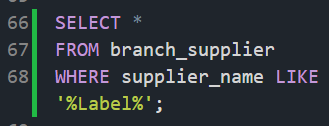 66 SELECT *
67 FROM branch_supplier
68 WHERE supplier_name LIKE
'%Label%';